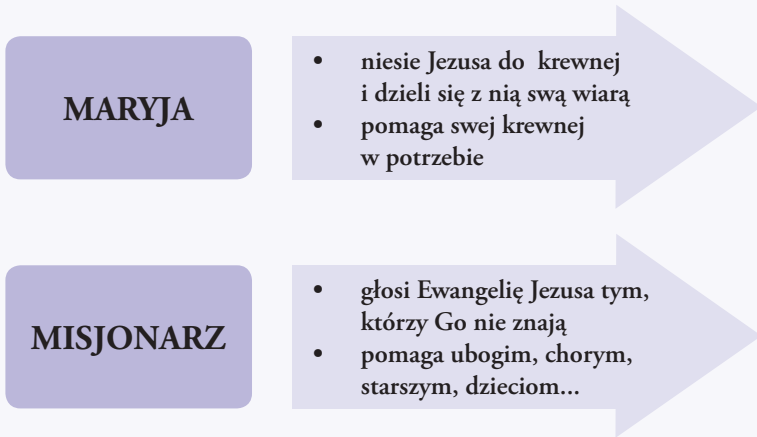 MARYJA
• niesie Jezusa do krewnej
i dzieli się z nią swą wiarą
• pomaga swej krewnej
w potrzebie
MISJONARZ
• głosi Ewangelię Jezusa tym,
którzy Go nie znają
• pomaga ubogim, chorym,
starszym, dzieciom...